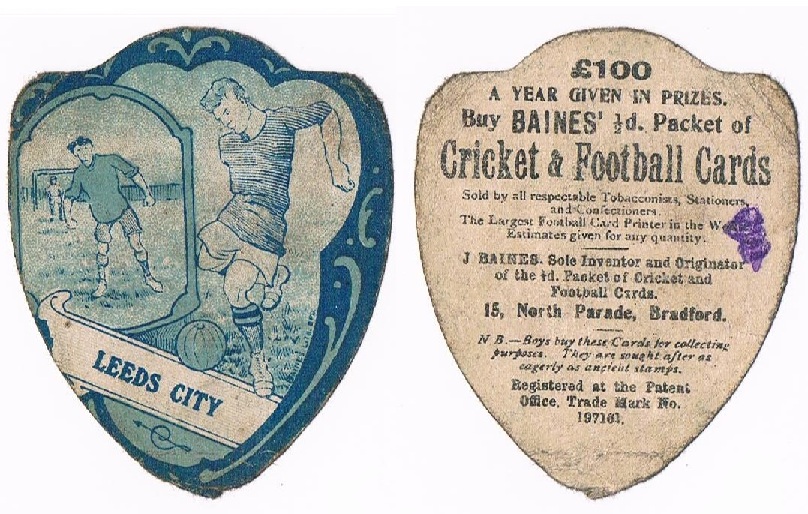 LEEDS CITY
£100
A YEAR GIVEN IN PRIZES.
Buy BAINES' ½d. Packet of
Cricket & Football Cards
Sold by all respectable Tobacconists, Stationers,
and Confectioners.
The Largest Football Card Printer in the
Estimates given for any quantity.
J BAINES. Sole Inventor and Originator
of the ½d. Packet of Cricket and
Football Cards.
15, North Parade, Bradford.
N B.—Boys buy these Cards for collecting
purposes. They are sought after as
eagerly as ancient stamps.
Registered at the Patent
Office. Trade Mark No.
197161.